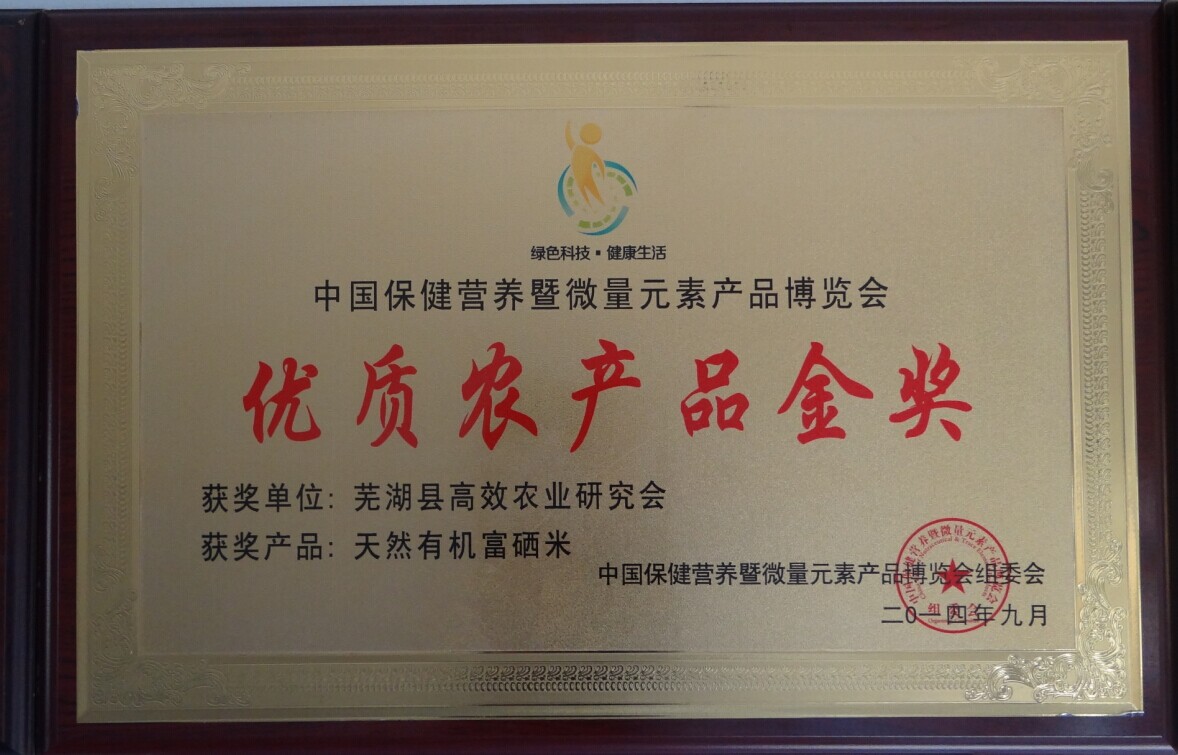 绿色科技·健康生活
中国保健营养暨微量元素产品博览会
优质农产品金奖
获奖单位：芜湖县高效农业研究会
获奖产品：天然有机富硒米
中国保健营养暨微量元素产品博览会组委会
二0一四年九月
组委会